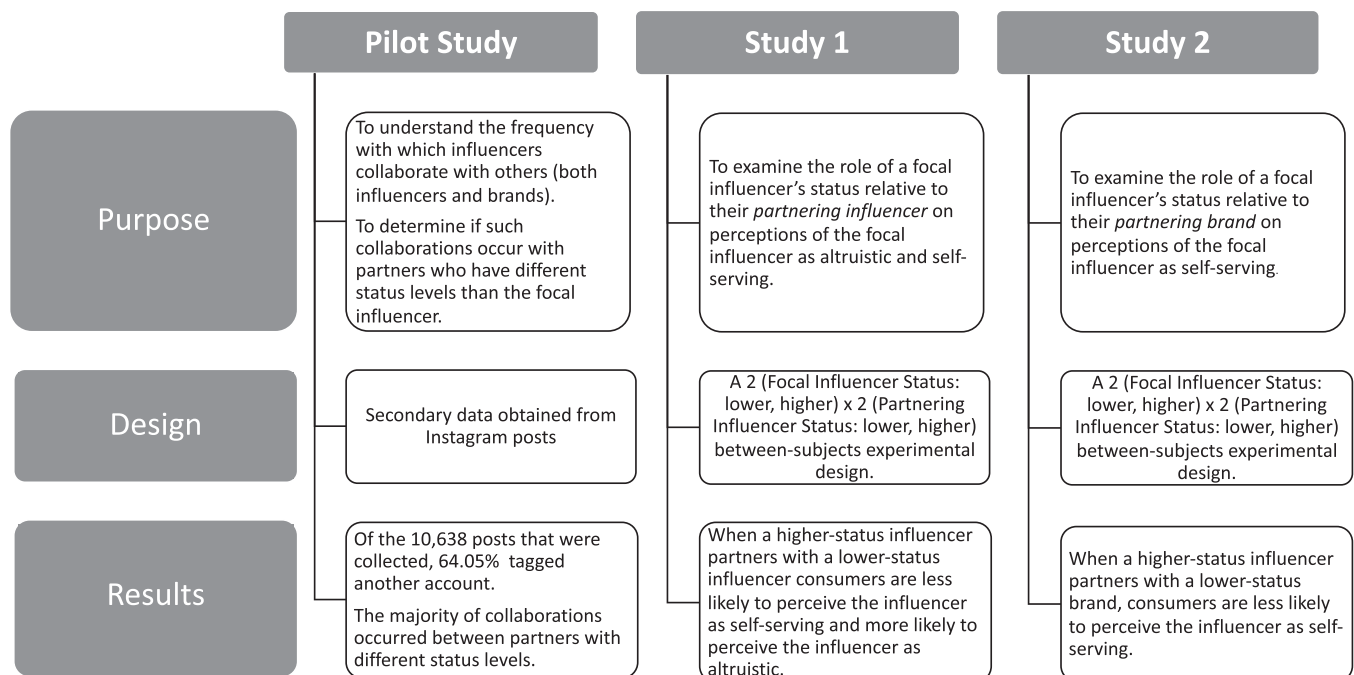 Pilot Study
Study 1
Study 2
Purpose
To understand the frequency
with which influencers
collaborate with others (both
influencers and brands).
To determine if such
collaborations occur with
partners who have different
status levels than the focal
influencer.
To examine the role of a focal
influencer’s status relative to
their partnering influencer on
perceptions of the focal
influencer as altruistic and self-
serving.
To examine the role of a focal
influencer’s status relative to
their partnering brand on
perceptions of the focal
influencer as self-serving.
Design
Secondary data obtained from
Instagram posts
A 2 (Focal Influencer Status:
lower, higher) x 2 (Partnering
Influencer Status: lower, higher)
between-subjects experimental
design.
A 2 (Focal Influencer Status:
lower, higher) x 2 (Partnering
Influencer Status: lower, higher)
between-subjects experimental
design.
Results
Of the 10,638 posts that were
collected, 64.05% tagged
another account.
The majority of collaborations
occurred between partners with
different status levels.
When a higher-status influencer
partners with a lower-status
influencer consumers are less
likely to perceive the influencer
as self-serving and more likely to
perceive the influencer as
altruistic.
When a higher-status influencer
partners with a lower-status
brand, consumers are less likely
to perceive the influencer as self-
serving.